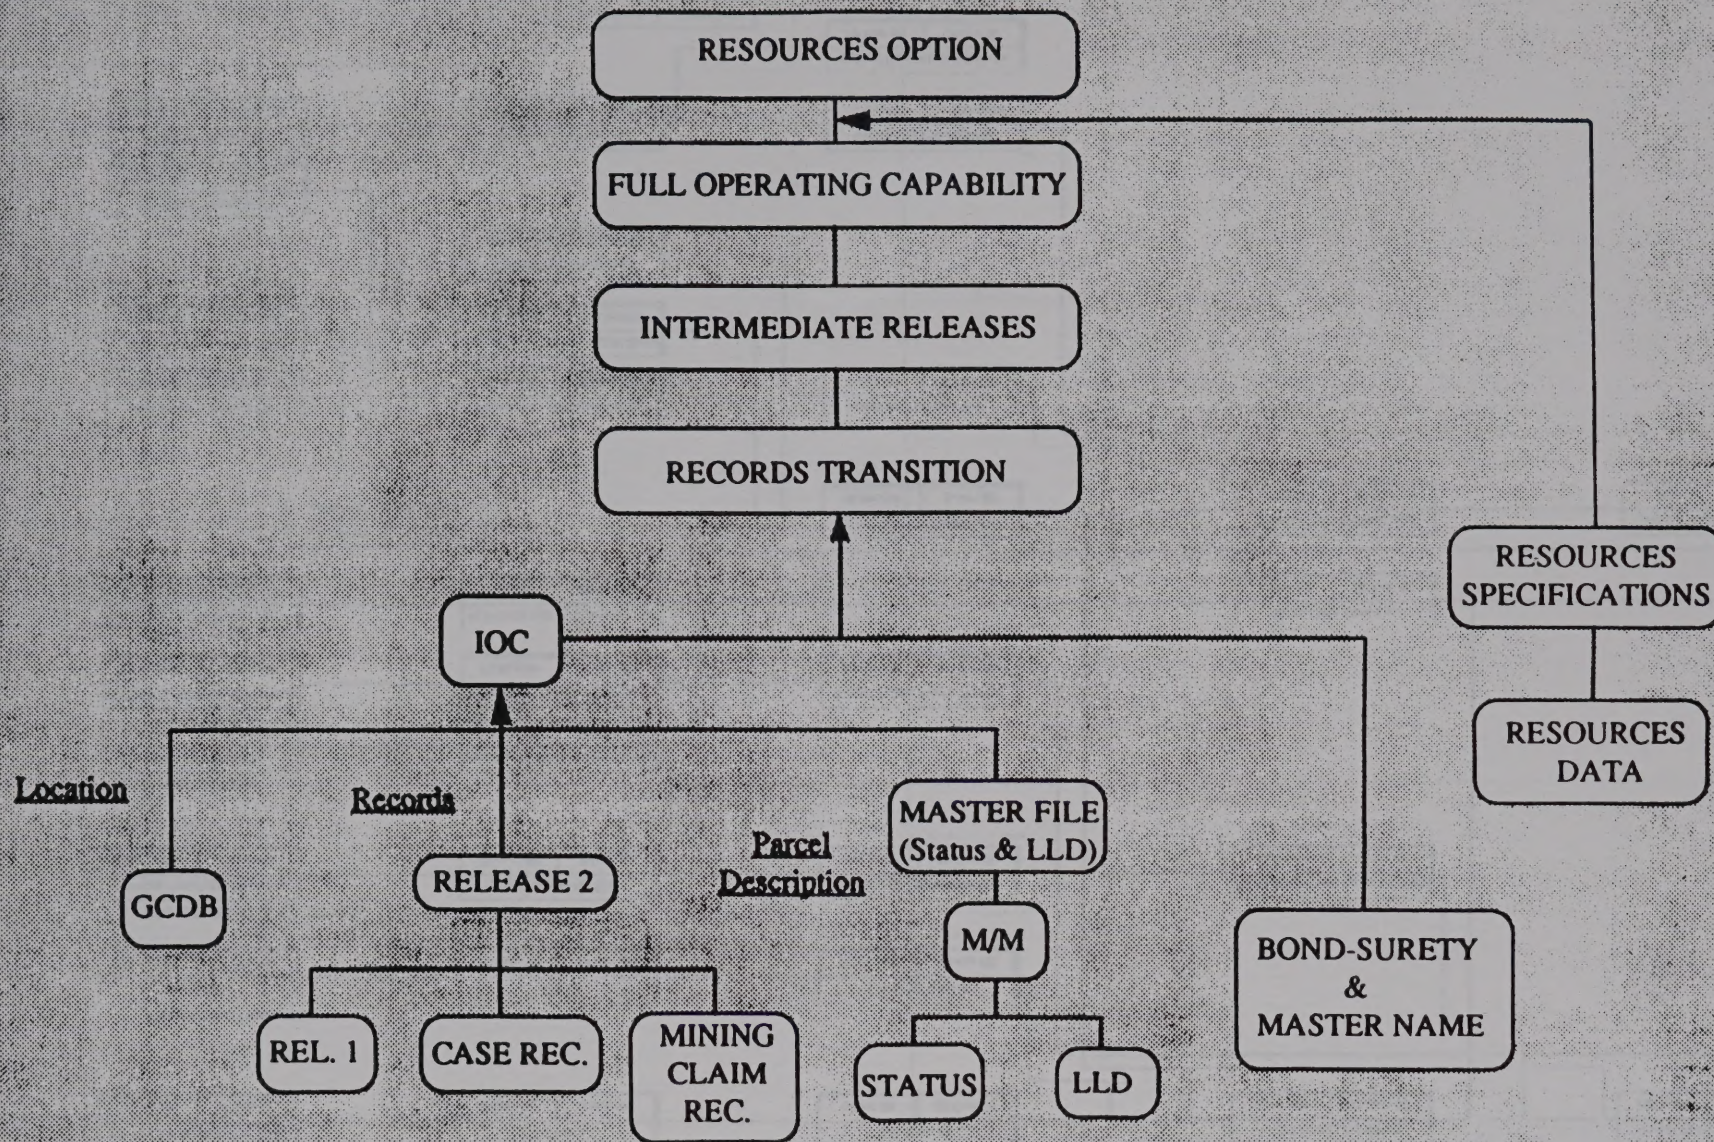 RESOURCES OPTION
FULL OPERATING CAPABILITY
INTERMEDIATE RELEASES
RECORDS TRANSITION
RESOURCES
SPECIFICATIONS
IOC
RESOURCES
DATA
Location
Records
Parcel
Description
MASTER FILE
(Status & LLD)
GCDB
RELEASE 2
M/M
BOND-SURETY
&
MASTER NAME
REL. 1
CASE REC.
MINING
CLAIM
REC.
STATUS
LLD